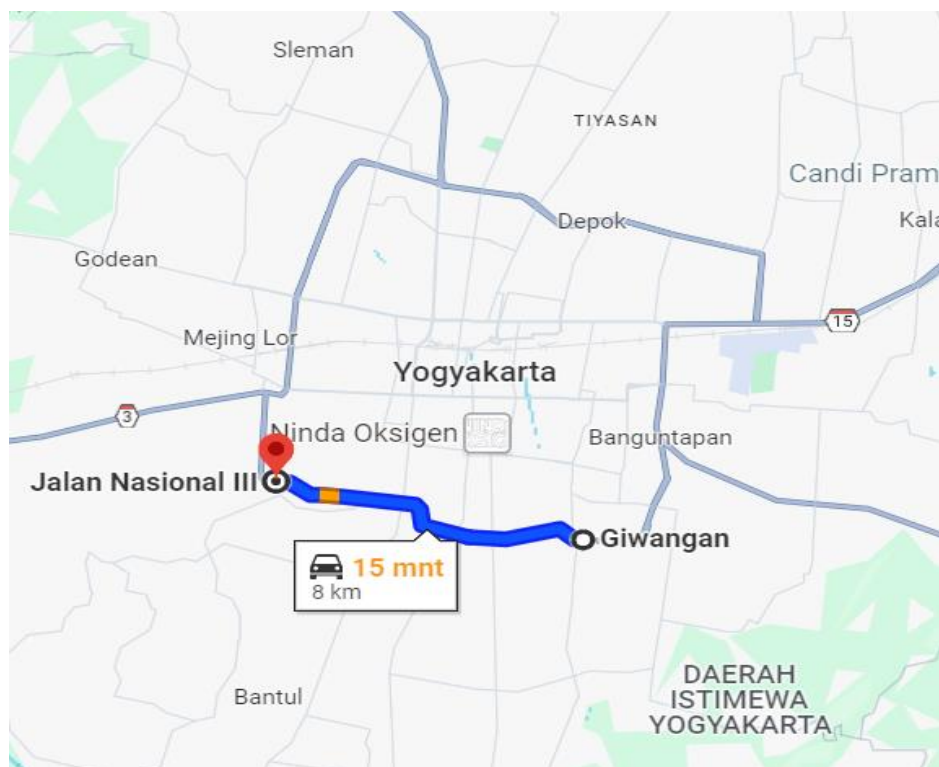 Sleman
TIYASAN
Candi Pram
Depok
Kala
Godean
15
Mejing Lor
Yogyakarta
3
Ninda Oksigen
Banguntapan
Jalan Nasional III
Giwangan
15 mnt
8 km
DAERAH
ISTIMEWA
YOGYAKARTA
Bantul